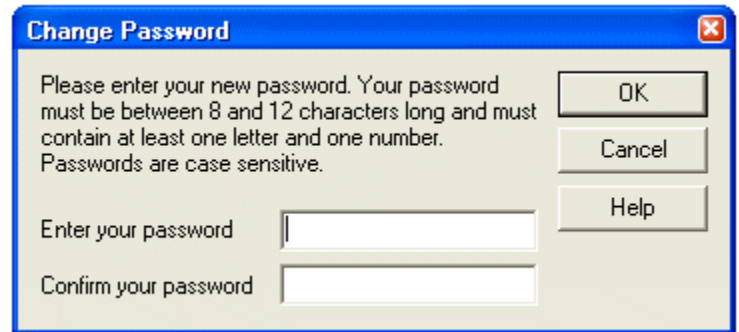 Change Password
Please enter your new password. Your password
must be between 8 and 12 characters long and must
contain at least one letter and one number.
Passwords are case sensitive.
OK
Cancel
Help
Enter your password
Confirm your password